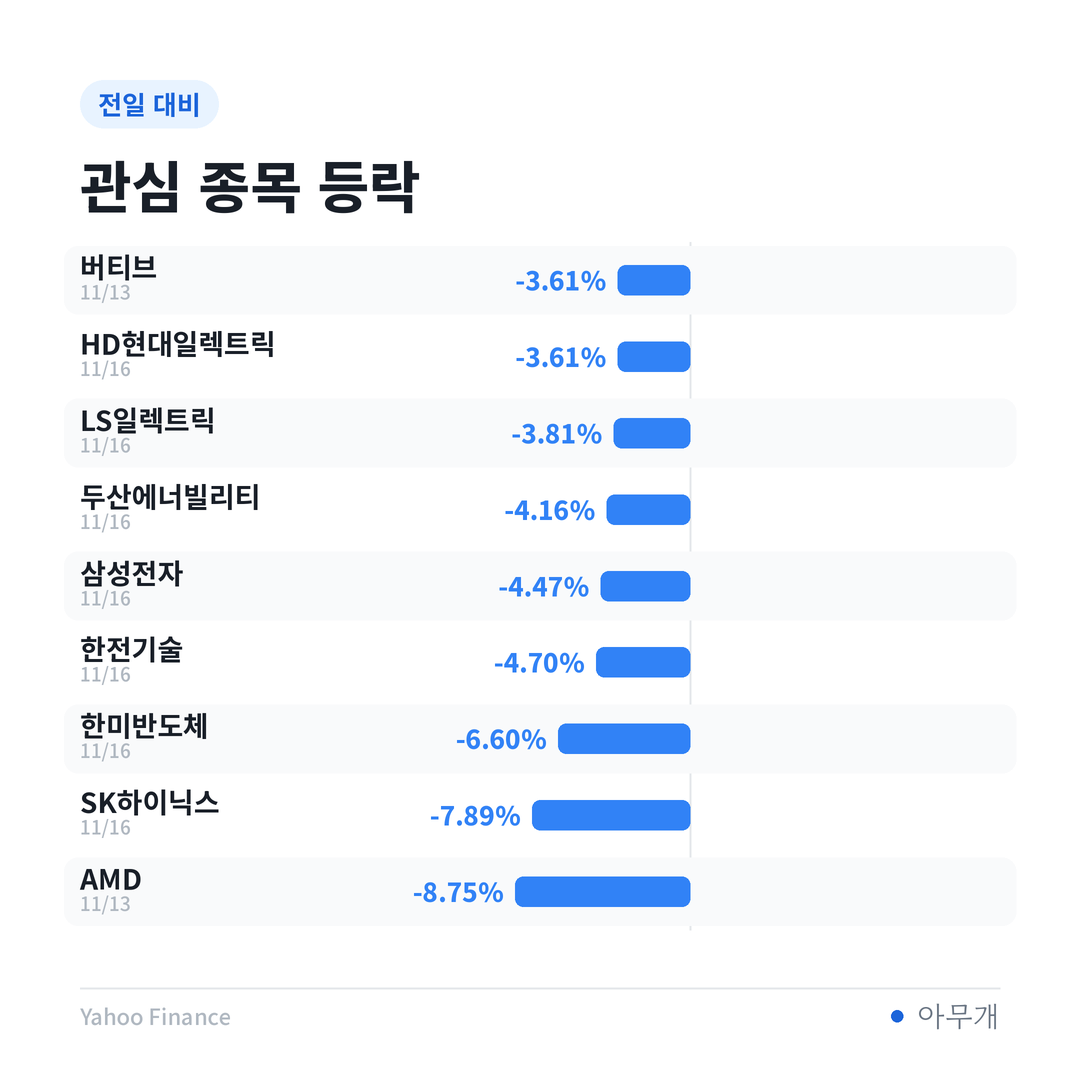 전일 대비
관심 종목 등락
버티브
11/13
-3.61%
HD현대일렉트릭
11/16
-3.61%
LS일렉트릭
11/16
-3.81%
두산에너빌리티
11/16
-4.16%
삼성전자
11/16
-4.47%
한전기술
11/16
-4.70%
한미반도체
11/16
-6.60%
SK하이닉스
11/16
-7.89%
AMD
11/13
-8.75%
Yahoo Finance
아무개